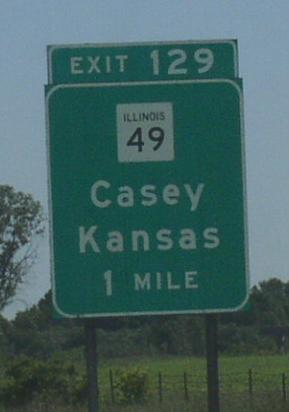 EXIT 129
ILLINOIS
49
Casey
Kansas
1 MILE